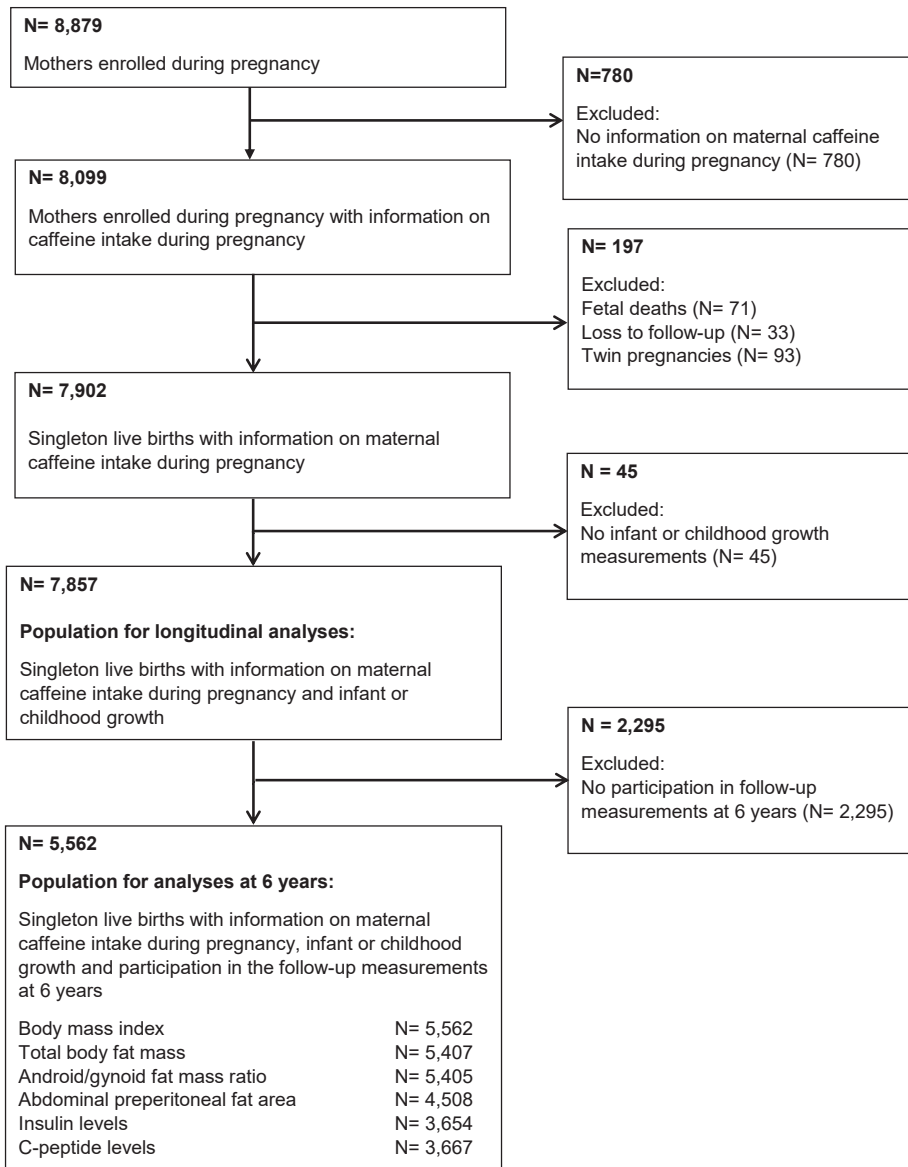 N= 8,879
Mothers enrolled during pregnancy
N=780
Excluded:
No information on maternal caffeine
intake during pregnancy (N= 780)
N= 8,099
Mothers enrolled during pregnancy with information on
caffeine intake during pregnancy
N= 197
Excluded:
Fetal deaths (N= 71)
Loss to follow-up (N= 33)
Twin pregnancies (N= 93)
N= 7,902
Singleton live births with information on maternal
caffeine intake during pregnancy
N = 45
Excluded:
No infant or childhood growth
measurements (N= 45)
N= 7,857
Population for longitudinal analyses:
Singleton live births with information on maternal
caffeine intake during pregnancy and infant or
childhood growth
N = 2,295
Excluded:
No participation in follow-up
measurements at 6 years (N= 2,295)
N= 5,562
Population for analyses at 6 years:
Singleton live births with information on maternal
caffeine intake during pregnancy, infant or childhood
growth and participation in the follow-up measurements
at 6 years
Body mass index N= 5,562
Total body fat mass N= 5,407
Android/gynoid fat mass ratio N= 5,405
Abdominal preperitoneal fat area N= 4,508
Insulin levels N= 3,654
C-peptide levels N= 3,667